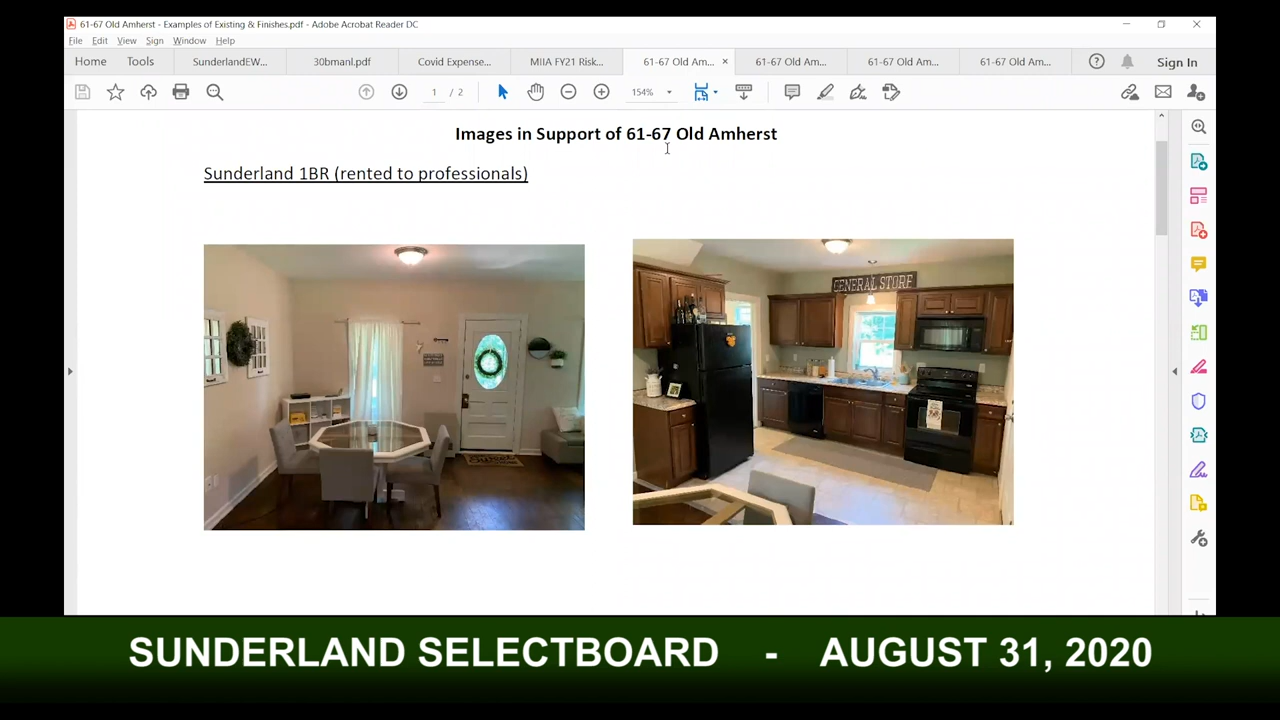 61-67 Old Amherst - Examples of Existing & Finishes.pdf - Adobe Acrobat Reader DC
File Edit View Sign Window Help
Home Tools SunderlandEW... 30bmanl.pdf Covid Expense... MIIA FY21 Risk... 61-67 Old Am... × 61-67 Old Am... 61-67 Old Am... 61-67 Old Am... Sign In
1 / 2 154%
Images in Support of 61-67 Old Amherst
Sunderland 1BR (rented to professionals)
GENERAL STORE
SUNDERLAND SELECTBOARD - AUGUST 31, 2020